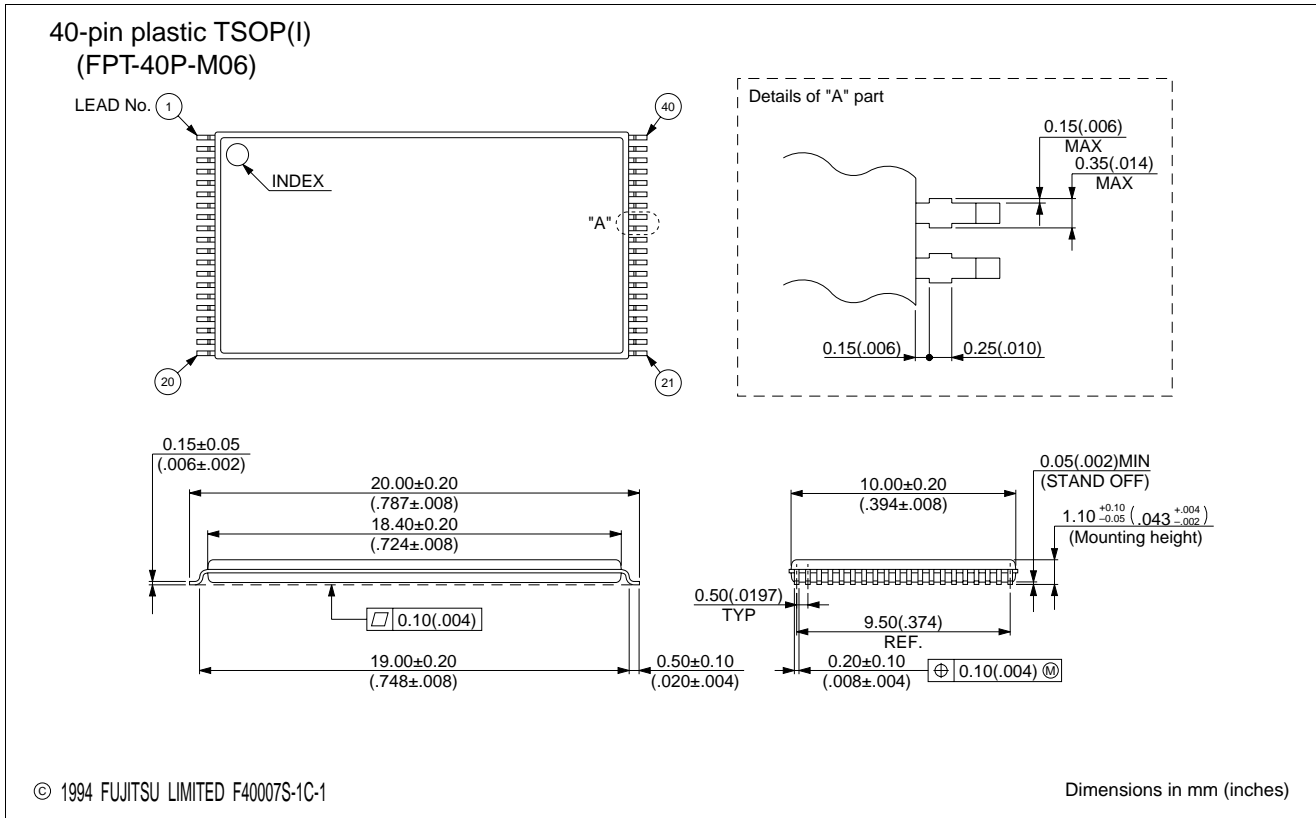 40-pin plastic TSOP(I)
(FPT-40P-M06)
LEAD No. 1
40
INDEX
"A"
20
21
Details of "A" part
0.15(.006)
MAX
0.35(.014)
MAX
0.15(.006)
0.25(.010)
0.15±0.05
(.006±.002)
20.00±0.20
(.787±.008)
18.40±0.20
(.724±.008)
0.10(.004)
19.00±0.20
(.748±.008)
0.50±0.10
(.020±.004)
10.00±0.20
(.394±.008)
0.05(.002)MIN
(STAND OFF)
1.10 +0.10 −0.05 (.043 +.004 −.002)
(Mounting height)
0.50(.0197)
TYP
9.50(.374)
REF.
0.20±0.10
(.008±.004)
⌖ 0.10(.004) Ⓜ
© 1994 FUJITSU LIMITED F40007S-1C-1
Dimensions in mm (inches)